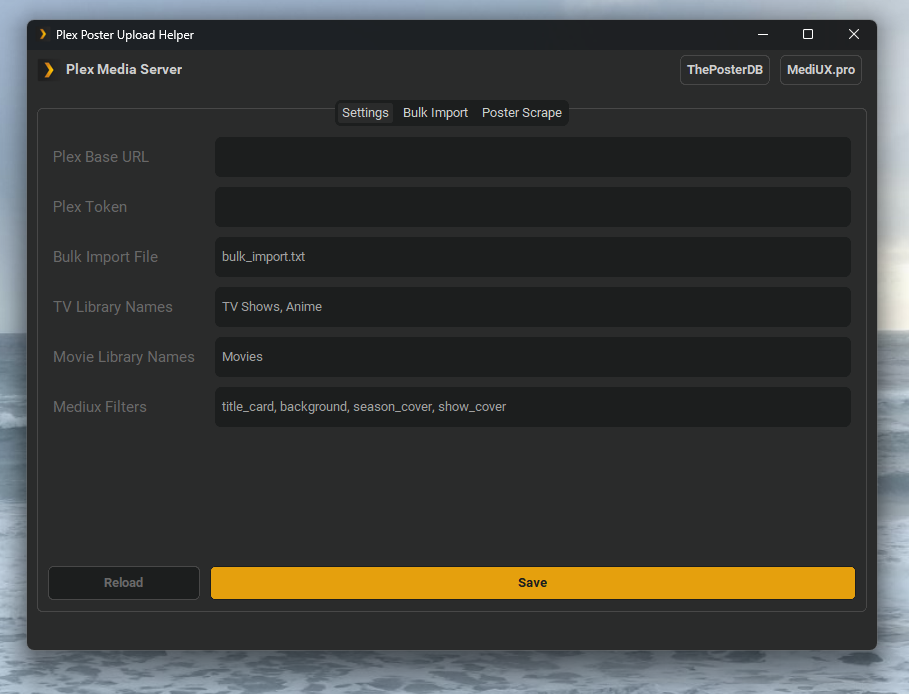 Plex Poster Upload Helper
Plex Media Server
ThePosterDB
MediUX.pro
Settings
Bulk Import
Poster Scrape
Plex Base URL
Plex Token
Bulk Import File
bulk_import.txt
TV Library Names
TV Shows, Anime
Movie Library Names
Movies
Mediux Filters
title_card, background, season_cover, show_cover
Reload
Save